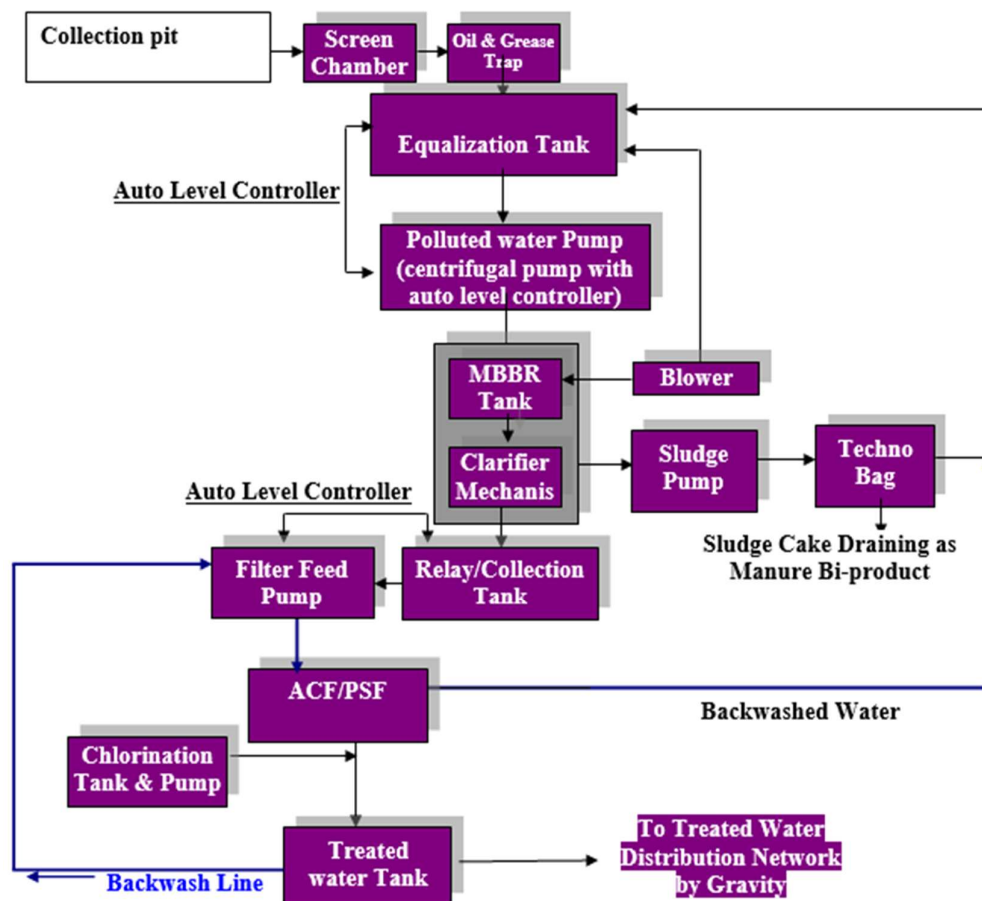 Collection pit
Screen
Chamber
Oil & Grease
Trap
Equalization Tank
Auto Level Controller
Polluted water Pump
(centrifugal pump with
auto level controller)
MBBR
Tank
Blower
Clarifier
Mechanis
Sludge
Pump
Techno
Bag
Sludge Cake Draining as
Manure Bi-product
Auto Level Controller
Filter Feed
Pump
Relay/Collection
Tank
ACF/PSF
Backwashed Water
Chlorination
Tank & Pump
Treated
water Tank
To Treated Water
Distribution Network
by Gravity
Backwash Line